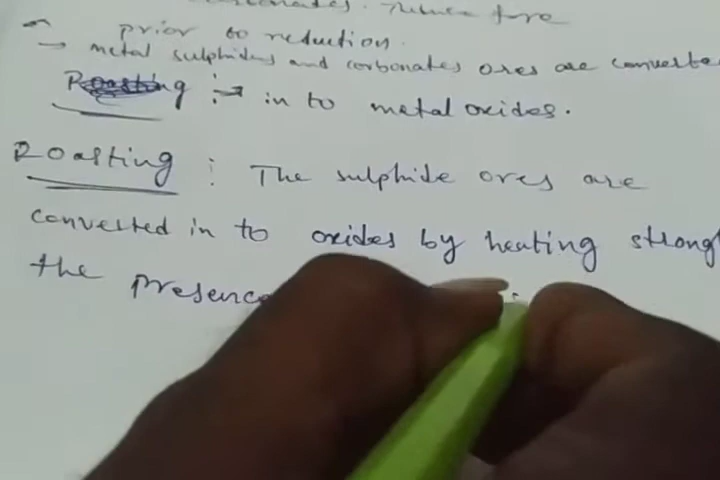 prior to reduction.
→ metal sulphides and carbonates ores are converte
:→ in to metal oxides.
Roasting : The sulphide ores are
converted in to oxides by heating strong
the presence